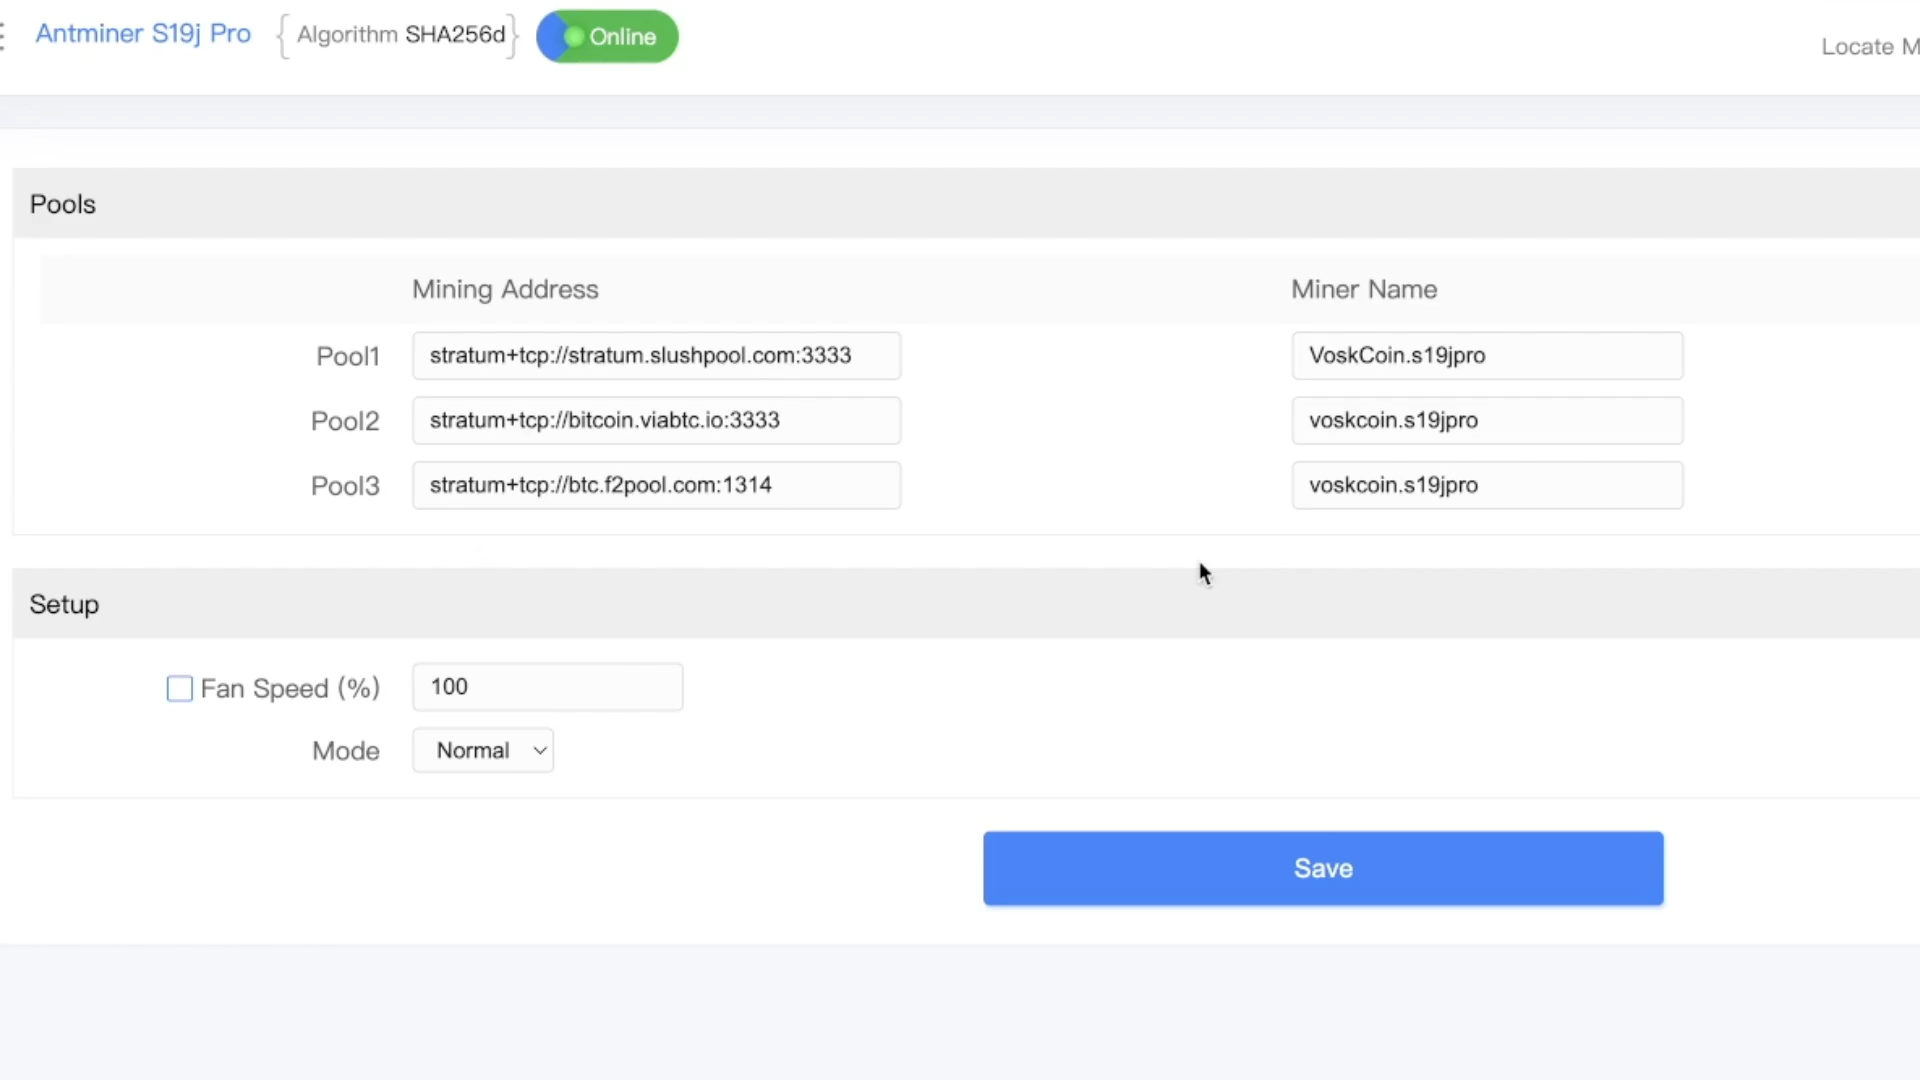 Antminer S19j Pro { Algorithm SHA256d } Online
Locate M
Pools
Mining Address Miner Name
Pool1 stratum+tcp://stratum.slushpool.com:3333 VoskCoin.s19jpro
Pool2 stratum+tcp://bitcoin.viabtc.io:3333 voskcoin.s19jpro
Pool3 stratum+tcp://btc.f2pool.com:1314 voskcoin.s19jpro
Setup
Fan Speed (%) 100
Mode Normal
Save